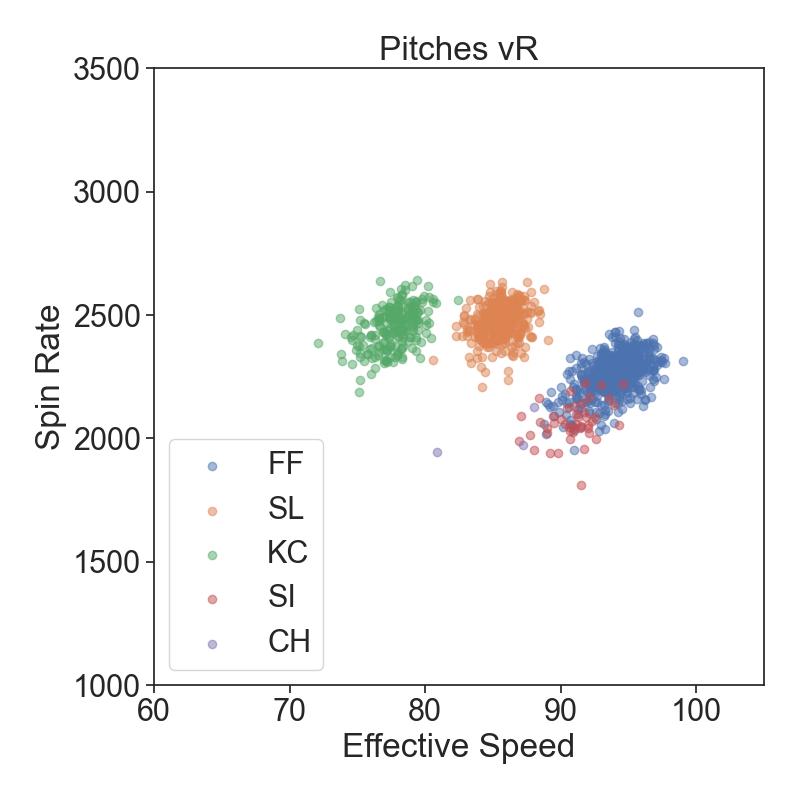 Pitches vR
3500
3000
2500
2000
1500
1000
Spin Rate
FF
SL
KC
SI
CH
60 70 80 90 100
Effective Speed